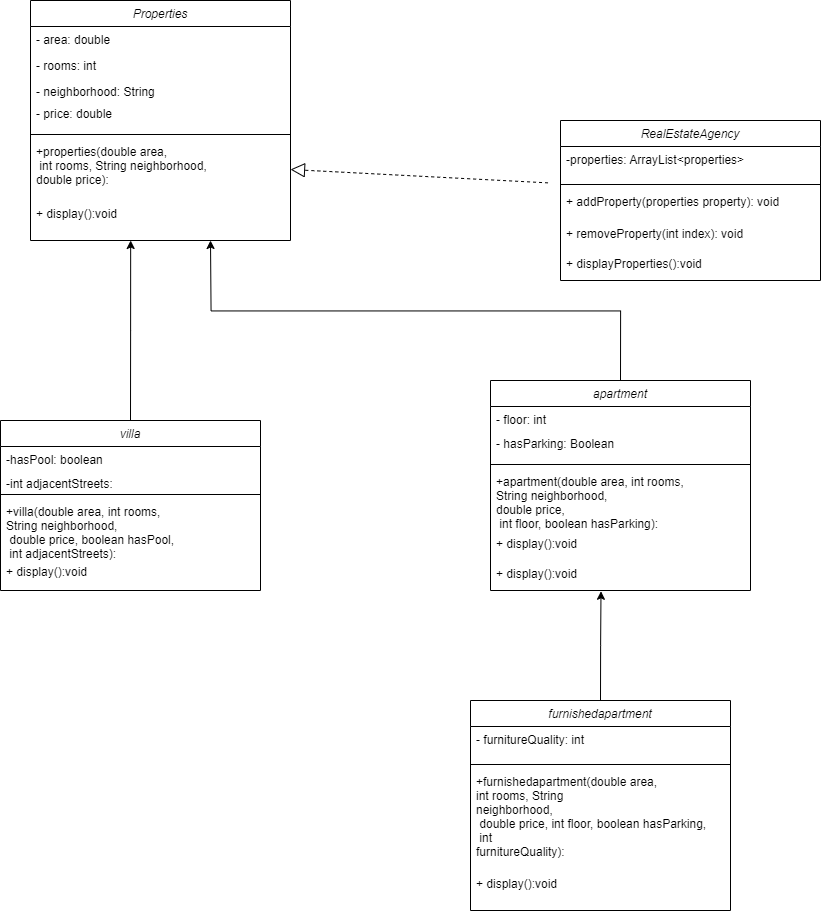 Properties
- area: double
- rooms: int
- neighborhood: String
- price: double
+properties(double area,
int rooms, String neighborhood,
double price):
+ display():void
RealEstateAgency
-properties: ArrayList<properties>
+ addProperty(properties property): void
+ removeProperty(int index): void
+ displayProperties():void
villa
-hasPool: boolean
-int adjacentStreets:
+villa(double area, int rooms,
String neighborhood,
double price, boolean hasPool,
int adjacentStreets):
+ display():void
apartment
- floor: int
- hasParking: Boolean
+apartment(double area, int rooms,
String neighborhood,
double price,
int floor, boolean hasParking):
+ display():void
+ display():void
furnishedapartment
- furnitureQuality: int
+furnishedapartment(double area,
int rooms, String
neighborhood,
double price, int floor, boolean hasParking,
int
furnitureQuality):
+ display():void